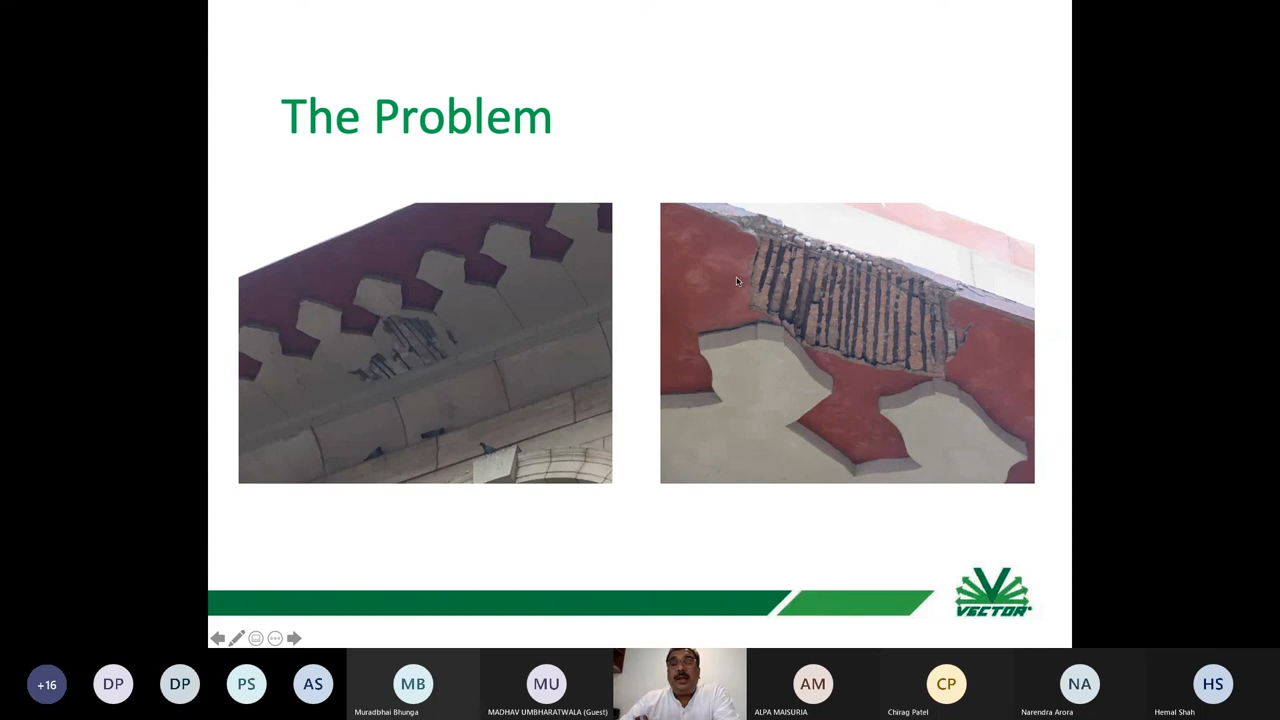 The Problem
VECTOR®
+16
DP
DP
PS
AS
MB
MU
AM
CP
NA
HS
Muradbhai Bhunga
MADHAV UMBHARATWALA (Guest)
ALPA MAISURIA
Chirag Patel
Narendra Arora
Hemal Shah